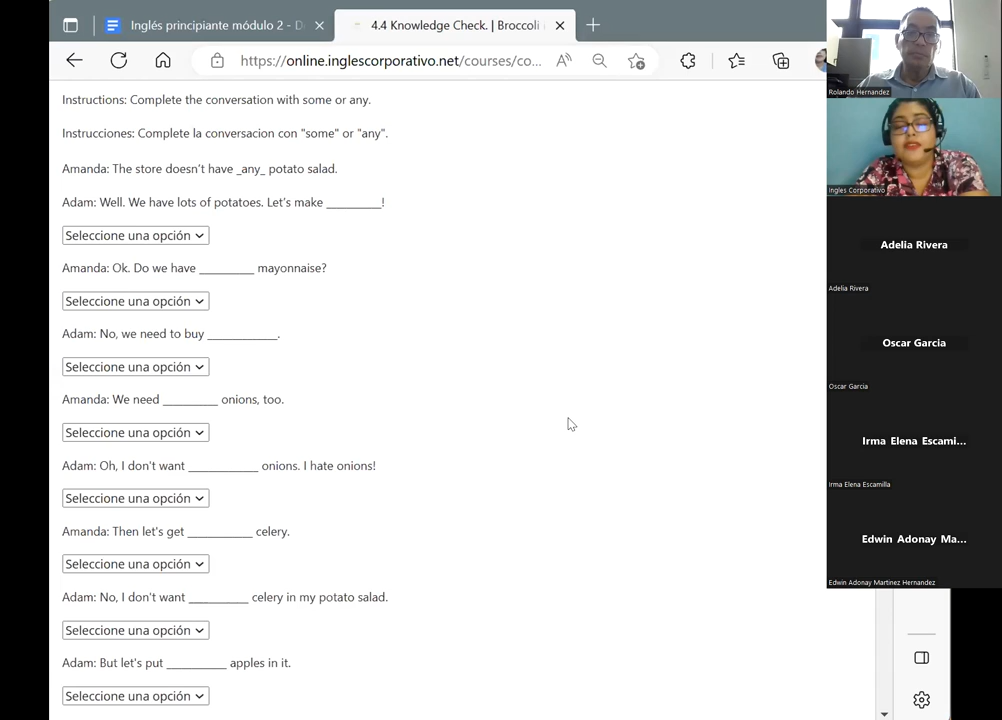 Inglés principiante módulo 2 - D
4.4 Knowledge Check. | Broccoli i
https://online.inglescorporativo.net/courses/co...
Instructions: Complete the conversation with some or any.
Instrucciones: Complete la conversacion con "some" or "any".
Amanda: The store doesn't have _any_ potato salad.
Adam: Well. We have lots of potatoes. Let's make _________!
Seleccione una opción
Amanda: Ok. Do we have _________ mayonnaise?
Seleccione una opción
Adam: No, we need to buy ___________.
Seleccione una opción
Amanda: We need _________ onions, too.
Seleccione una opción
Adam: Oh, I don't want ___________ onions. I hate onions!
Seleccione una opción
Amanda: Then let's get __________ celery.
Seleccione una opción
Adam: No, I don't want _________ celery in my potato salad.
Seleccione una opción
Adam: But let's put _________ apples in it.
Seleccione una opción
Rolando Hernandez
Ingles Corporativo
Adelia Rivera
Adelia Rivera
Oscar Garcia
Oscar Garcia
Irma Elena Escami...
Irma Elena Escamilla
Edwin Adonay Ma...
Edwin Adonay Martinez Hernandez